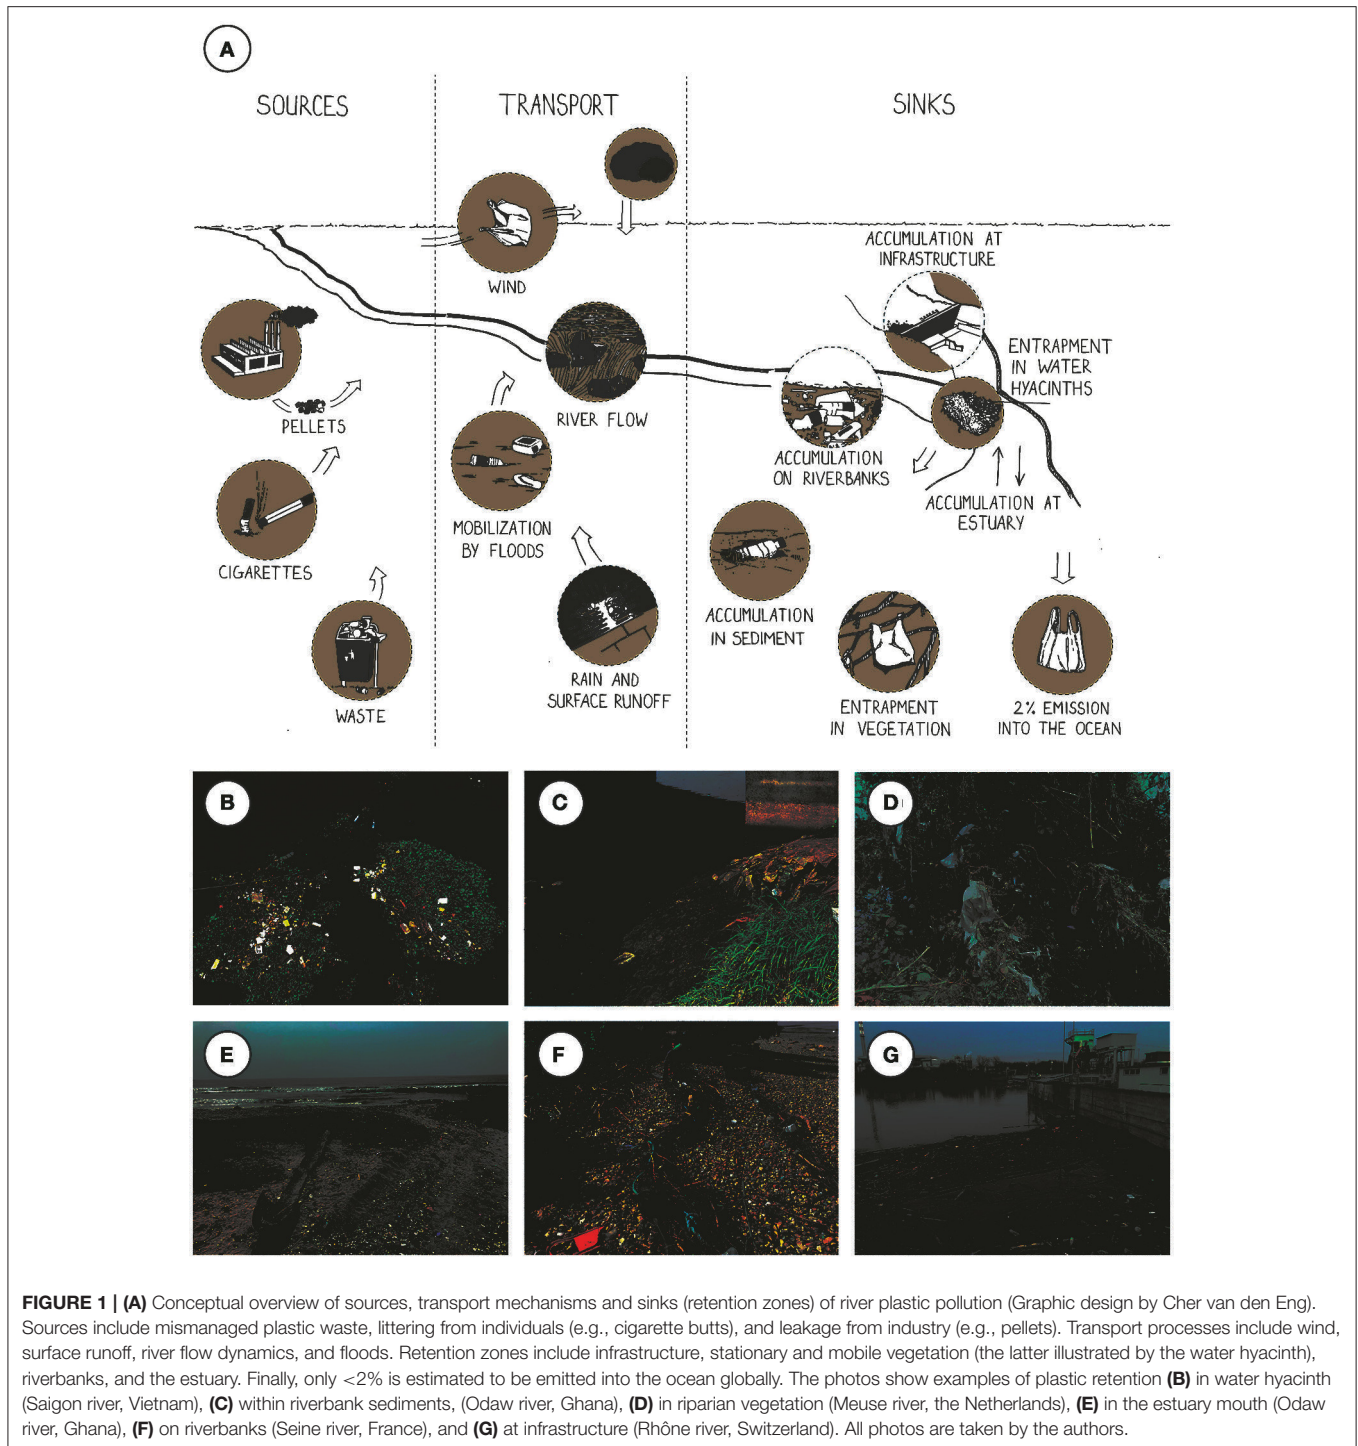 A
SOURCES
TRANSPORT
SINKS
WIND
ACCUMULATION AT
INFRASTRUCTURE
ENTRAPMENT
IN WATER
HYACINTHS
PELLETS
RIVER FLOW
ACCUMULATION
ON RIVERBANKS
ACCUMULATION AT
ESTUARY
CIGARETTES
MOBILIZATION
BY FLOODS
ACCUMULATION
IN SEDIMENT
WASTE
RAIN AND
SURFACE RUNOFF
ENTRAPMENT
IN VEGETATION
2% EMISSION
INTO THE OCEAN
B
C
D
E
F
G
FIGURE 1 | (A) Conceptual overview of sources, transport mechanisms and sinks (retention zones) of river plastic pollution (Graphic design by Cher van den Eng).
Sources include mismanaged plastic waste, littering from individuals (e.g., cigarette butts), and leakage from industry (e.g., pellets). Transport processes include wind,
surface runoff, river flow dynamics, and floods. Retention zones include infrastructure, stationary and mobile vegetation (the latter illustrated by the water hyacinth),
riverbanks, and the estuary. Finally, only <2% is estimated to be emitted into the ocean globally. The photos show examples of plastic retention (B) in water hyacinth
(Saigon river, Vietnam), (C) within riverbank sediments, (Odaw river, Ghana), (D) in riparian vegetation (Meuse river, the Netherlands), (E) in the estuary mouth (Odaw
river, Ghana), (F) on riverbanks (Seine river, France), and (G) at infrastructure (Rhône river, Switzerland). All photos are taken by the authors.